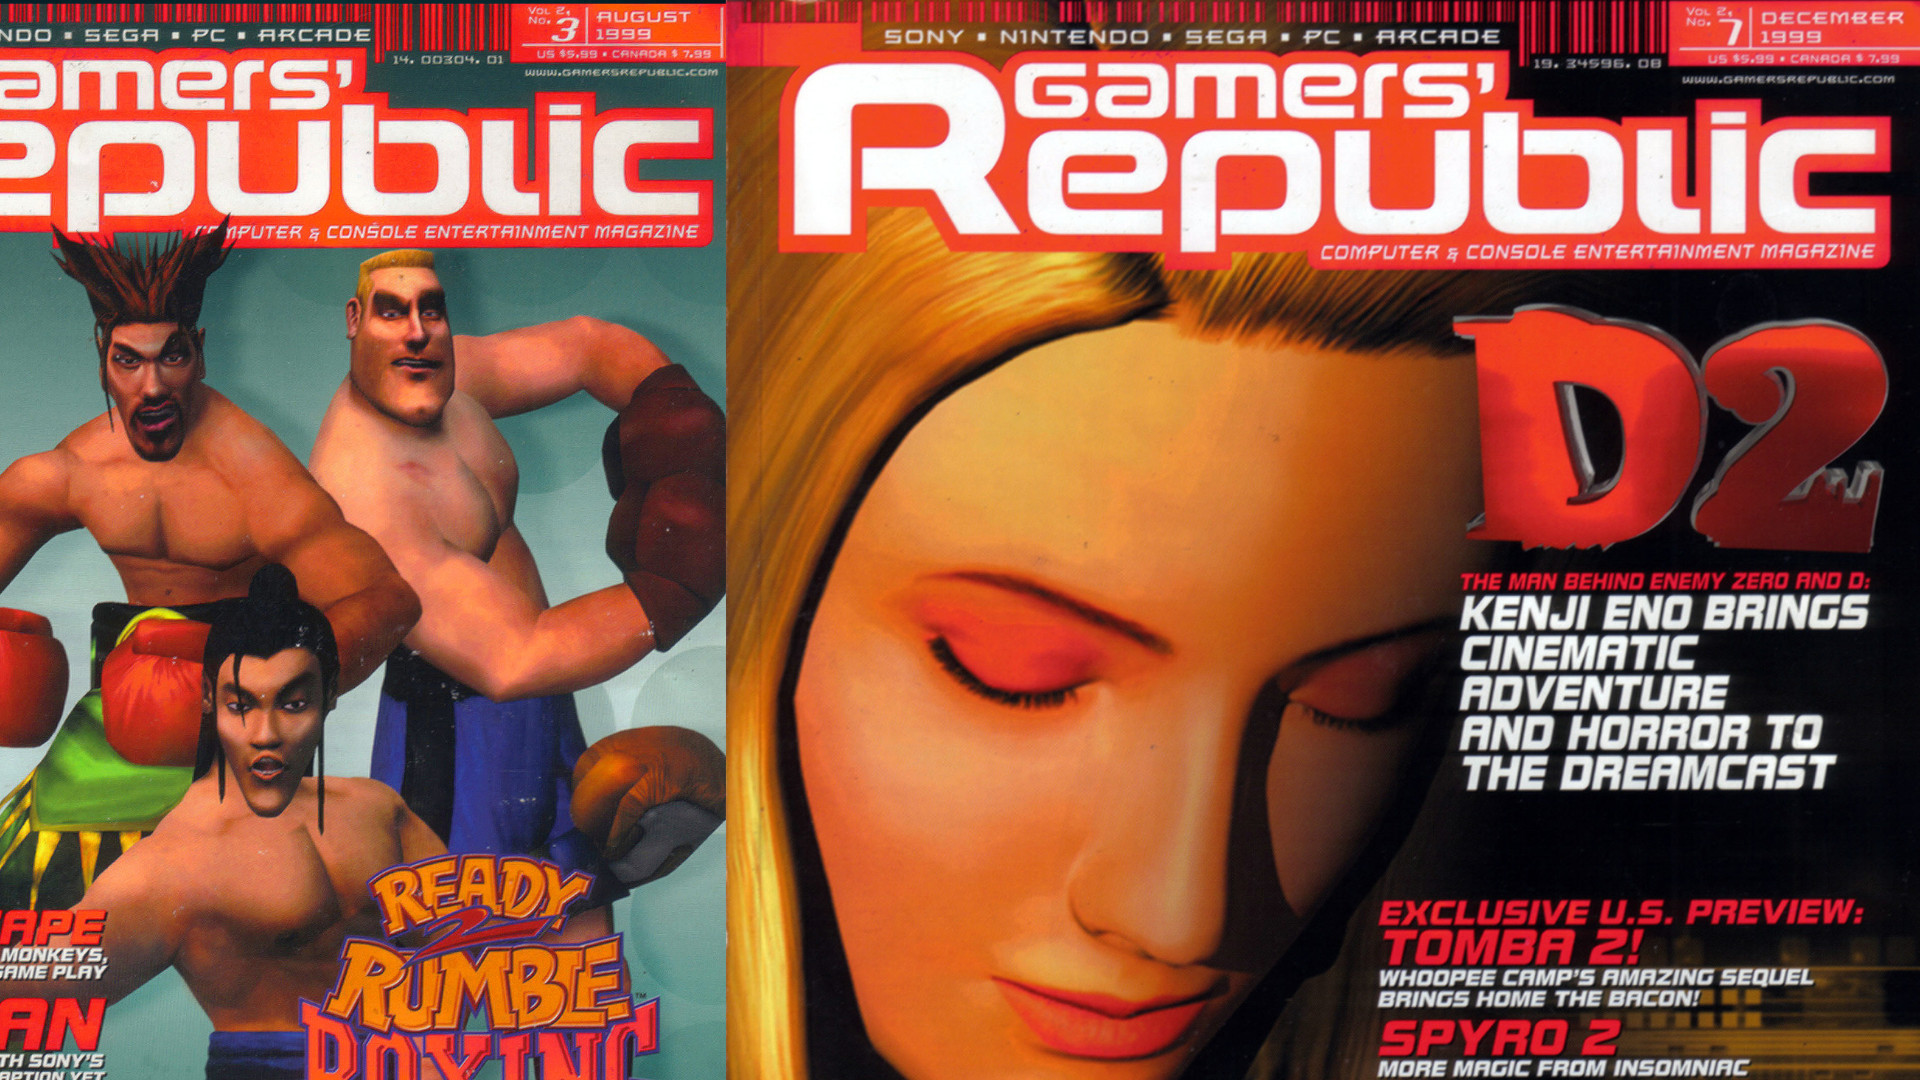 NDO ▪ SEGA ▪ PC ▪ ARCADE
14. 00304. 01
VOL 2,
No. 3
AUGUST
1999
US $5.99 ▪ CANADA $ 7.99
WWW.GAMERSREPUBLIC.COM
amers'
epublic
COMPUTER & CONSOLE ENTERTAINMENT MAGAZINE
APE
MONKEYS,
GAME PLAY
AN
TH SONY'S
APTION YET
READY
2
RUMBLE
BOXING
TM
SONY ▪ NINTENDO ▪ SEGA ▪ PC ▪ ARCADE
19. 34596. 08
VOL 2,
No. 7
DECEMBER
1999
US $5.99 ▪ CANADA $ 7.99
WWW.GAMERSREPUBLIC.COM
Gamers'
Republic
COMPUTER & CONSOLE ENTERTAINMENT MAGAZINE
D2
THE MAN BEHIND ENEMY ZERO AND D:
KENJI ENO BRINGS
CINEMATIC
ADVENTURE
AND HORROR TO
THE DREAMCAST
EXCLUSIVE U.S. PREVIEW:
TOMBA 2!
WHOOPEE CAMP'S AMAZING SEQUEL
BRINGS HOME THE BACON!
SPYRO 2
MORE MAGIC FROM INSOMNIAC